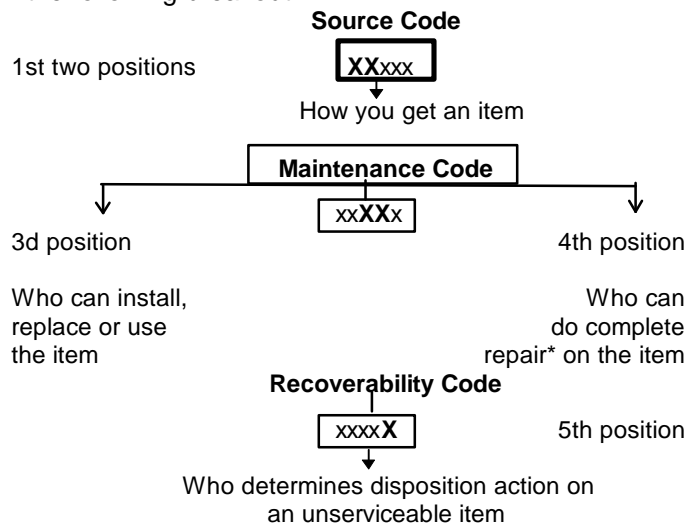 Source Code
1st two positions
XXxxx
How you get an item
Maintenance Code
xxXXx
3d position
4th position
Who can install,
replace or use
the item
Who can
do complete
repair* on the item
Recoverability Code
xxxxX
5th position
Who determines disposition action on
an unserviceable item